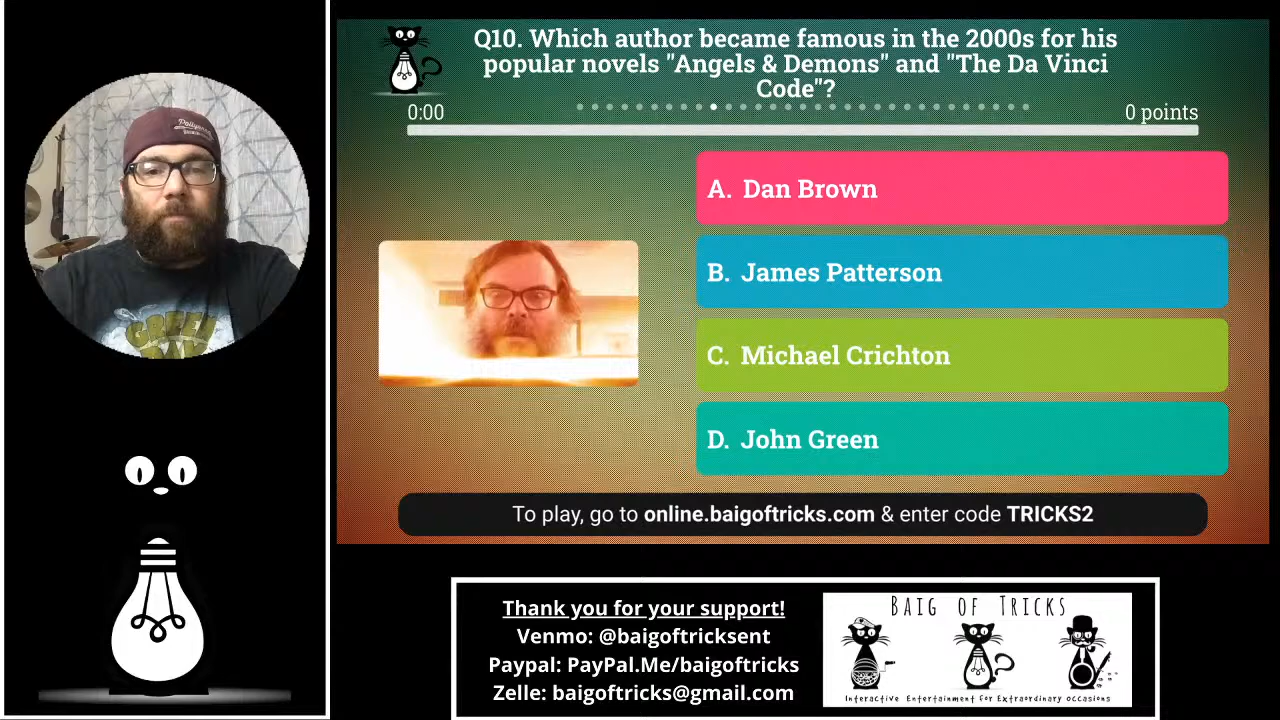 Q10. Which author became famous in the 2000s for his
popular novels "Angels & Demons" and "The Da Vinci
Code"?
0:00
0 points
A. Dan Brown
B. James Patterson
C. Michael Crichton
D. John Green
To play, go to online.baigoftricks.com & enter code TRICKS2
GREEN
Thank you for your support!
Venmo: @baigoftricksent
Paypal: PayPal.Me/baigoftricks
Zelle: baigoftricks@gmail.com
BAIG OF TRICKS
Interactive Entertainment for Extraordinary occasions